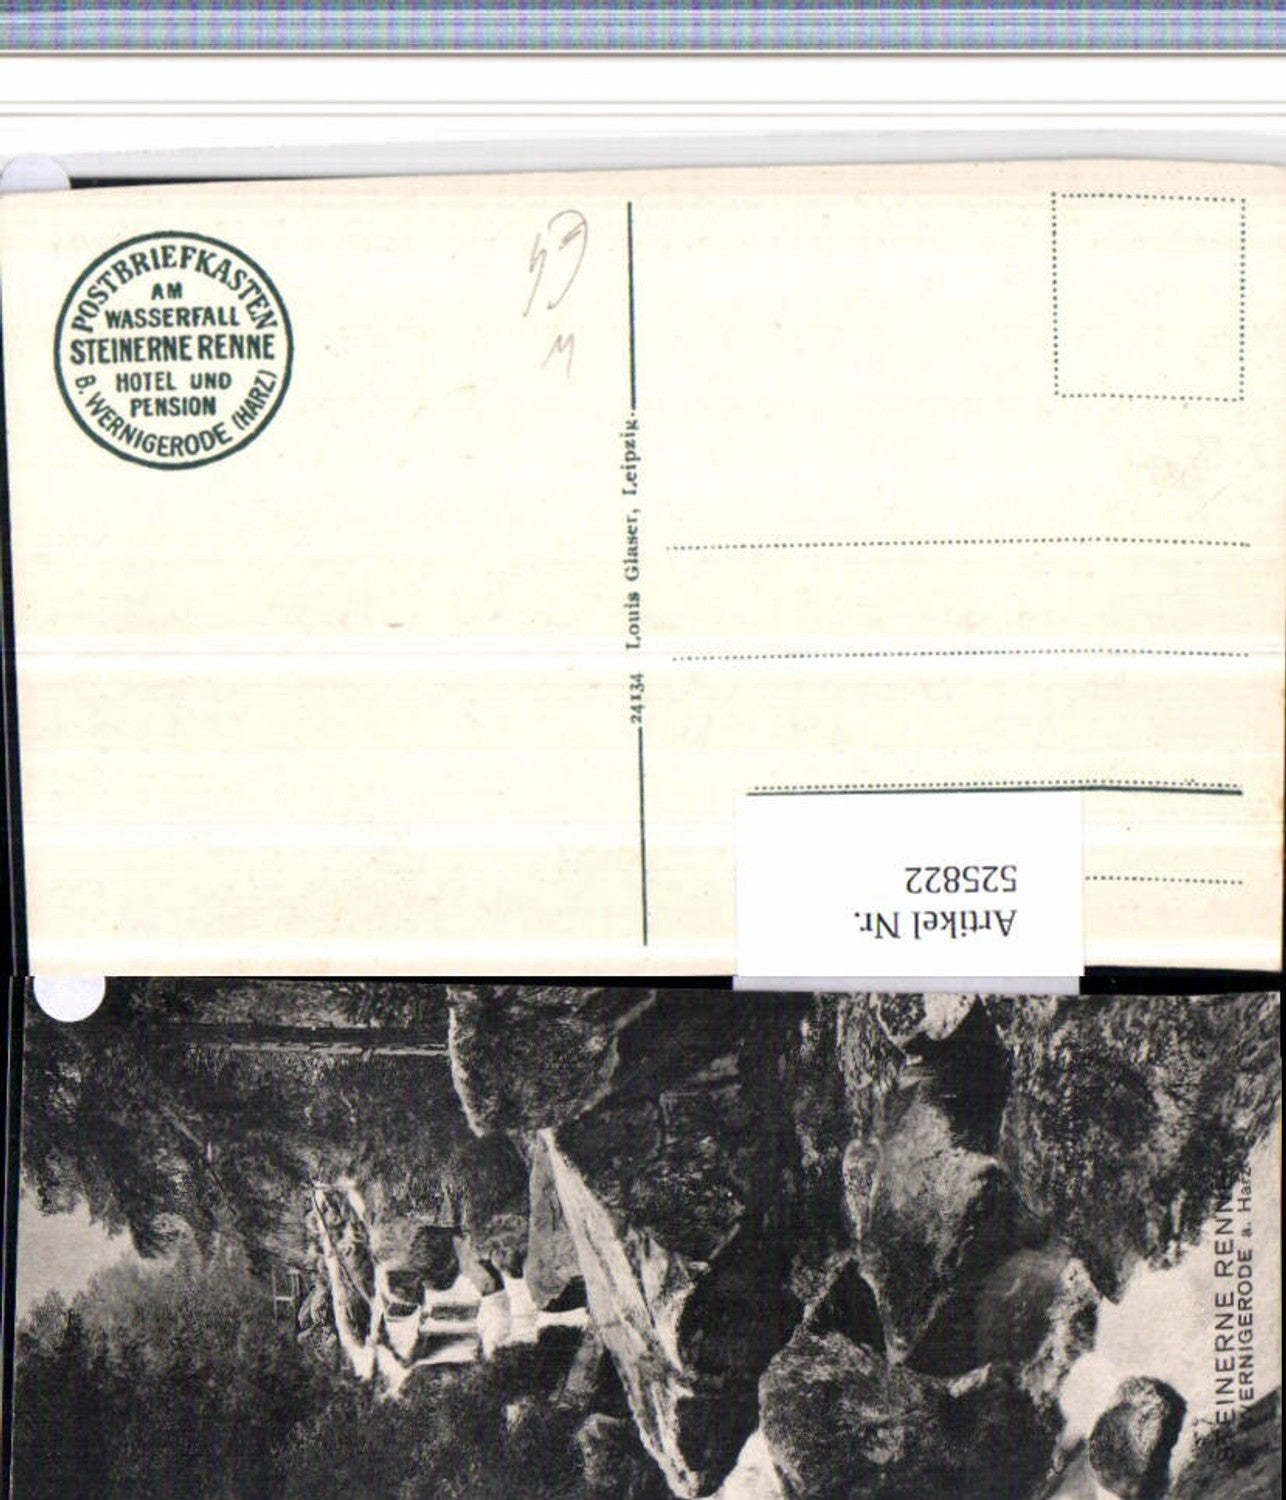 POSTBRIEFKASTEN
AM
WASSERFALL
STEINERNE RENNE
HOTEL UND
PENSION
B. WERNIGERODE (HARZ)
24134 Louis Glaser, Leipzig.
Artikel Nr.
525822
STEINERNE RENNE
WERNIGERODE a. Harz